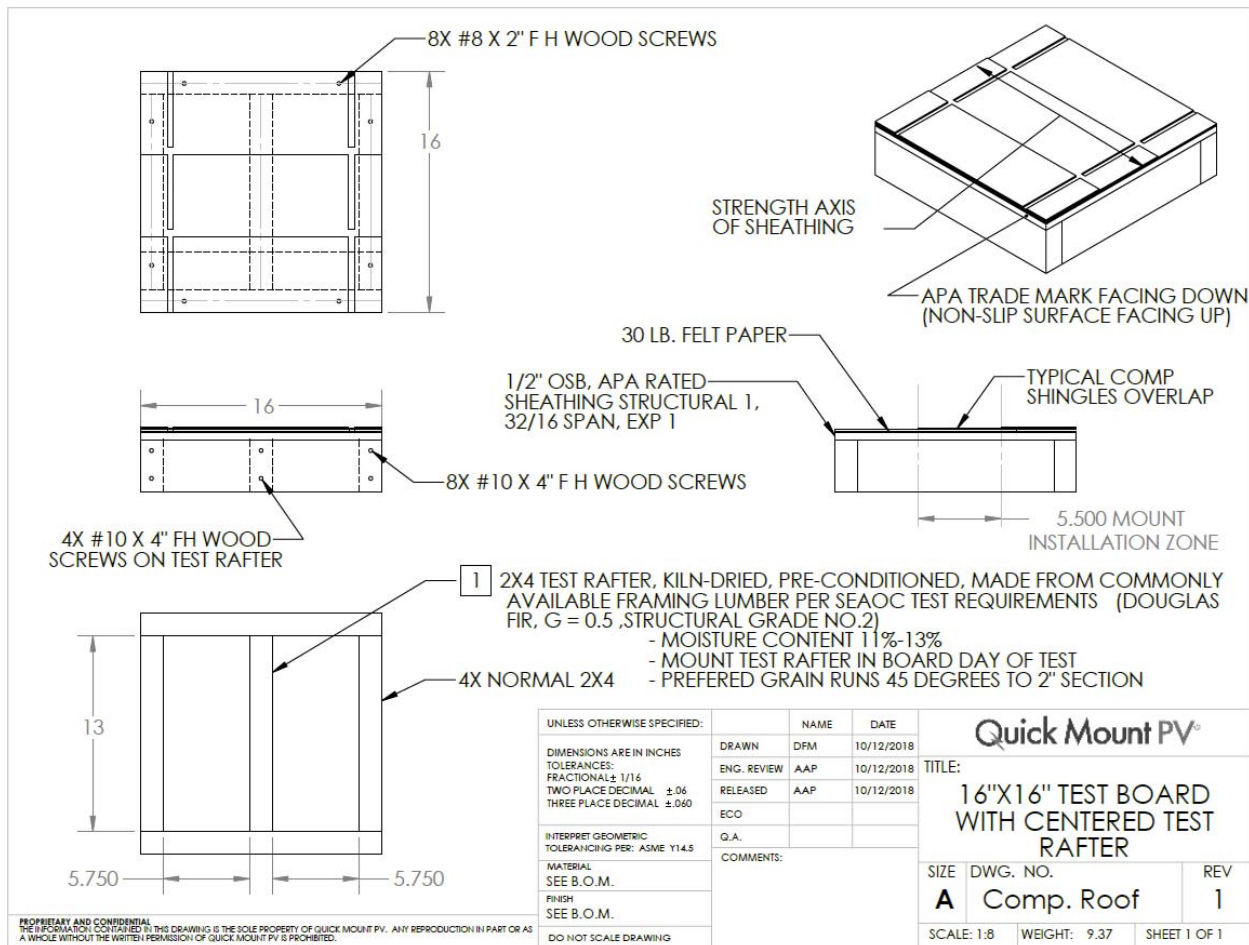 8X #8 X 2" F H WOOD SCREWS
16
STRENGTH AXIS
OF SHEATHING
APA TRADE MARK FACING DOWN
(NON-SLIP SURFACE FACING UP)
30 LB. FELT PAPER
1/2" OSB, APA RATED
SHEATHING STRUCTURAL 1,
32/16 SPAN, EXP 1
TYPICAL COMP
SHINGLES OVERLAP
16
8X #10 X 4" F H WOOD SCREWS
4X #10 X 4" FH WOOD
SCREWS ON TEST RAFTER
5.500 MOUNT
INSTALLATION ZONE
1 2X4 TEST RAFTER, KILN-DRIED, PRE-CONDITIONED, MADE FROM COMMONLY
AVAILABLE FRAMING LUMBER PER SEAOC TEST REQUIREMENTS (DOUGLAS
FIR, G = 0.5 ,STRUCTURAL GRADE NO.2)
- MOISTURE CONTENT 11%-13%
- MOUNT TEST RAFTER IN BOARD DAY OF TEST
- PREFERED GRAIN RUNS 45 DEGREES TO 2" SECTION
4X NORMAL 2X4
13
5.750
5.750
UNLESS OTHERWISE SPECIFIED:
DIMENSIONS ARE IN INCHES
TOLERANCES:
FRACTIONAL± 1/16
TWO PLACE DECIMAL ±.06
THREE PLACE DECIMAL ±.060
INTERPRET GEOMETRIC
TOLERANCING PER: ASME Y14.5
MATERIAL
SEE B.O.M.
FINISH
SEE B.O.M.
DO NOT SCALE DRAWING
NAME DATE
DRAWN DFM 10/12/2018
ENG. REVIEW AAP 10/12/2018
RELEASED AAP 10/12/2018
ECO
Q.A.
COMMENTS:
Quick Mount PV®
TITLE:
16"X16" TEST BOARD
WITH CENTERED TEST
RAFTER
SIZE DWG. NO. REV
A Comp. Roof 1
SCALE: 1:8 WEIGHT: 9.37 SHEET 1 OF 1
PROPRIETARY AND CONFIDENTIAL
THE INFORMATION CONTAINED IN THIS DRAWING IS THE SOLE PROPERTY OF QUICK MOUNT PV. ANY REPRODUCTION IN PART OR AS
A WHOLE WITHOUT THE WRITTEN PERMISSION OF QUICK MOUNT PV IS PROHIBITED.